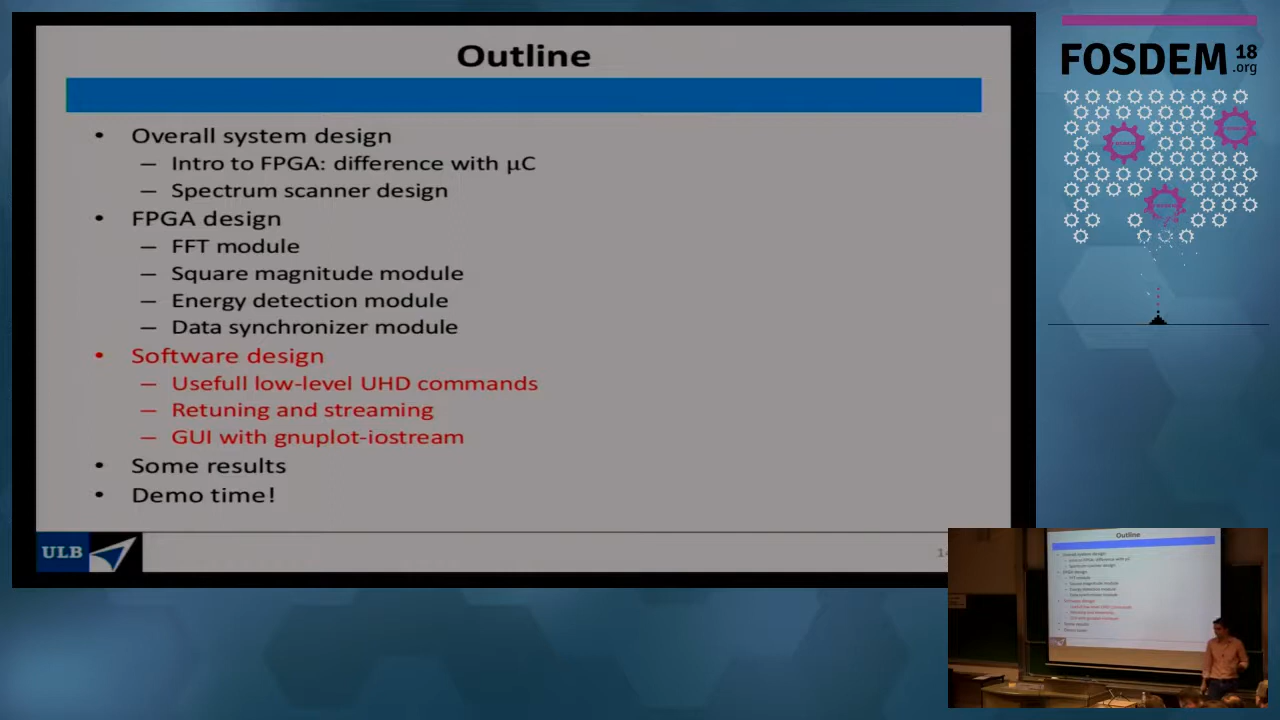 Outline
• Overall system design
– Intro to FPGA: difference with µC
– Spectrum scanner design
• FPGA design
– FFT module
– Square magnitude module
– Energy detection module
– Data synchronizer module
• Software design
– Usefull low-level UHD commands
– Retuning and streaming
– GUI with gnuplot-iostream
• Some results
• Demo time!
ULB
FOSDEM 18
.org
Outline